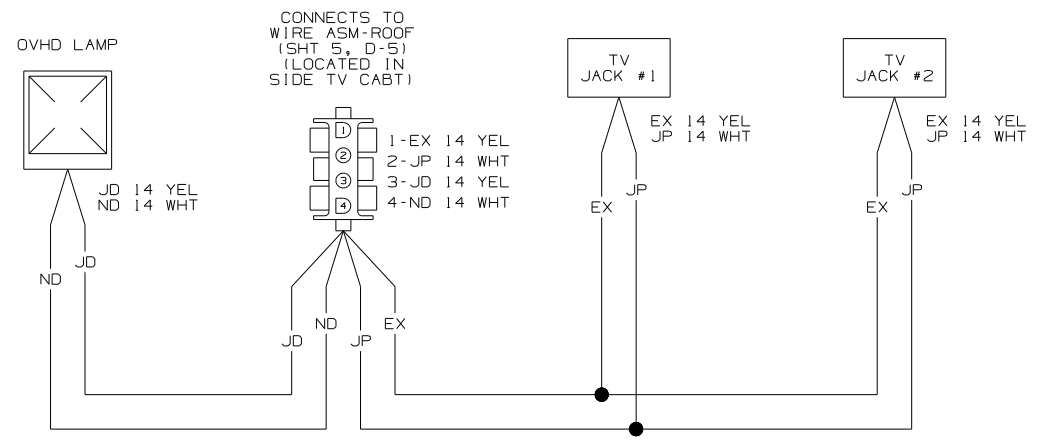 CONNECTS TO
WIRE ASM-ROOF
(SHT 5, D-5)
(LOCATED IN
SIDE TV CABT)
OVHD LAMP
TV
JACK #1
TV
JACK #2
1
2
3
4
1-EX 14 YEL
2-JP 14 WHT
3-JD 14 YEL
4-ND 14 WHT
EX 14 YEL
JP 14 WHT
EX 14 YEL
JP 14 WHT
JD 14 YEL
ND 14 WHT
JP
JP
EX
EX
JD
ND
ND
EX
JD
JP